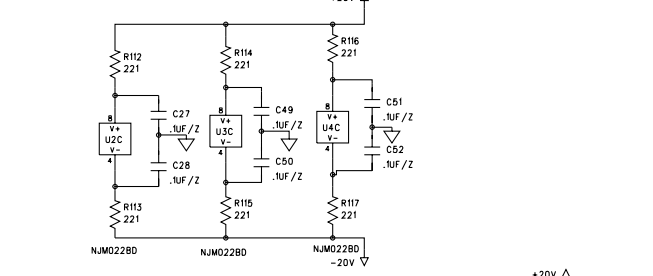 R112
221
R114
221
R116
221
8
V+
U2C
V-
4
C27
.1UF/Z
C28
.1UF/Z
8
V+
U3C
V-
4
C49
.1UF/Z
C50
.1UF/Z
8
V+
U4C
V-
4
C51
.1UF/Z
C52
.1UF/Z
R113
221
R115
221
R117
221
NJM022BD
NJM022BD
NJM022BD
-20V
+20V